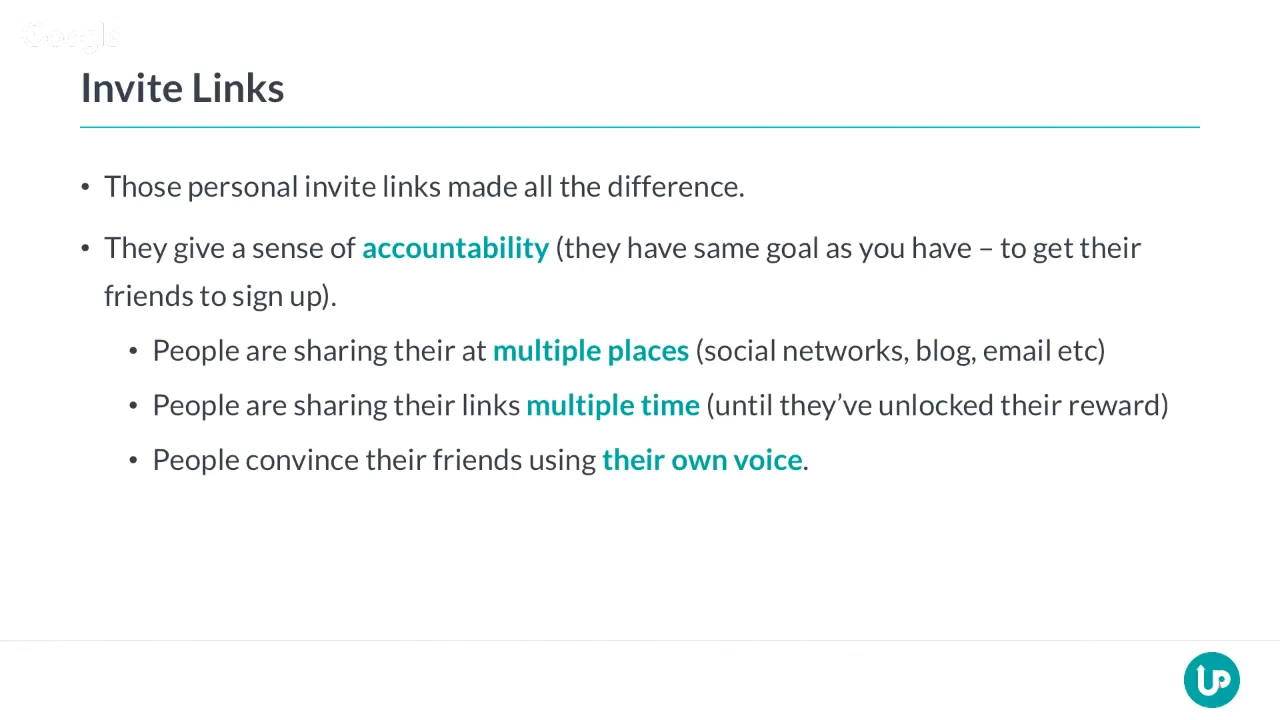 Google
Invite Links
• Those personal invite links made all the difference.
• They give a sense of accountability (they have same goal as you have – to get their
friends to sign up).
• People are sharing their at multiple places (social networks, blog, email etc)
• People are sharing their links multiple time (until they’ve unlocked their reward)
• People convince their friends using their own voice.
UP